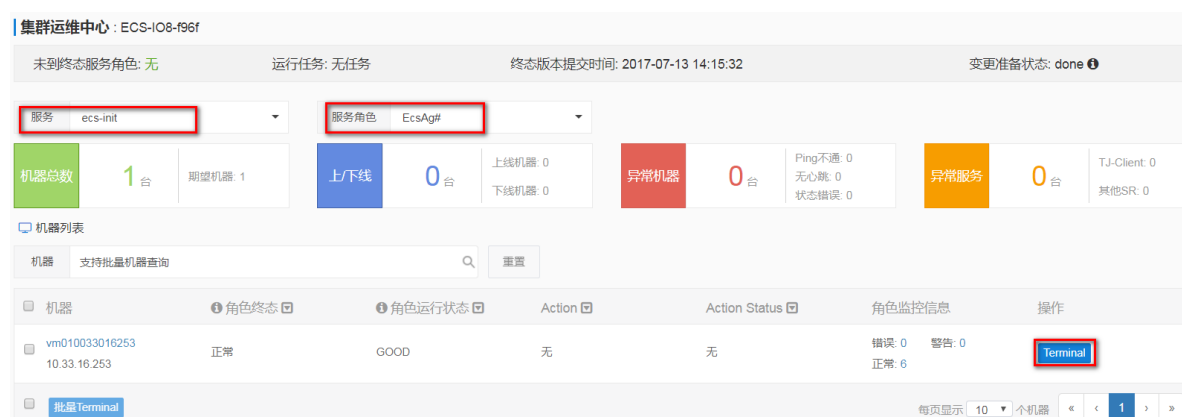 集群运维中心 : ECS-IO8-f96f
未到终态服务角色: 无 运行任务: 无任务 终态版本提交时间: 2017-07-13 14:15:32 变更准备状态: done
服务 ecs-init 服务角色 EcsAg#
机器总数 1 台 期望机器: 1 上/下线 0 台 上线机器: 0 下线机器: 0 异常机器 0 台 Ping不通: 0 无心跳: 0 状态错误: 0 异常服务 0 台 TJ-Client: 0 其他SR: 0
机器列表
机器 支持批量机器查询 重置
机器 角色终态 角色运行状态 Action Action Status 角色监控信息 操作
vm010033016253 正常 GOOD 无 无 错误: 0 警告: 0 Terminal
10.33.16.253 正常: 6
批量Terminal 每页显示 10 个机器 « ‹ 1 › »